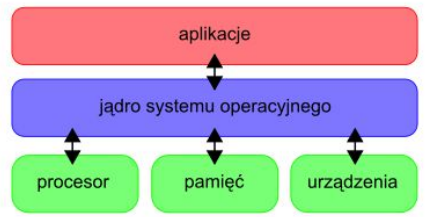 aplikacje
jądro systemu operacyjnego
procesor pamięć urządzenia